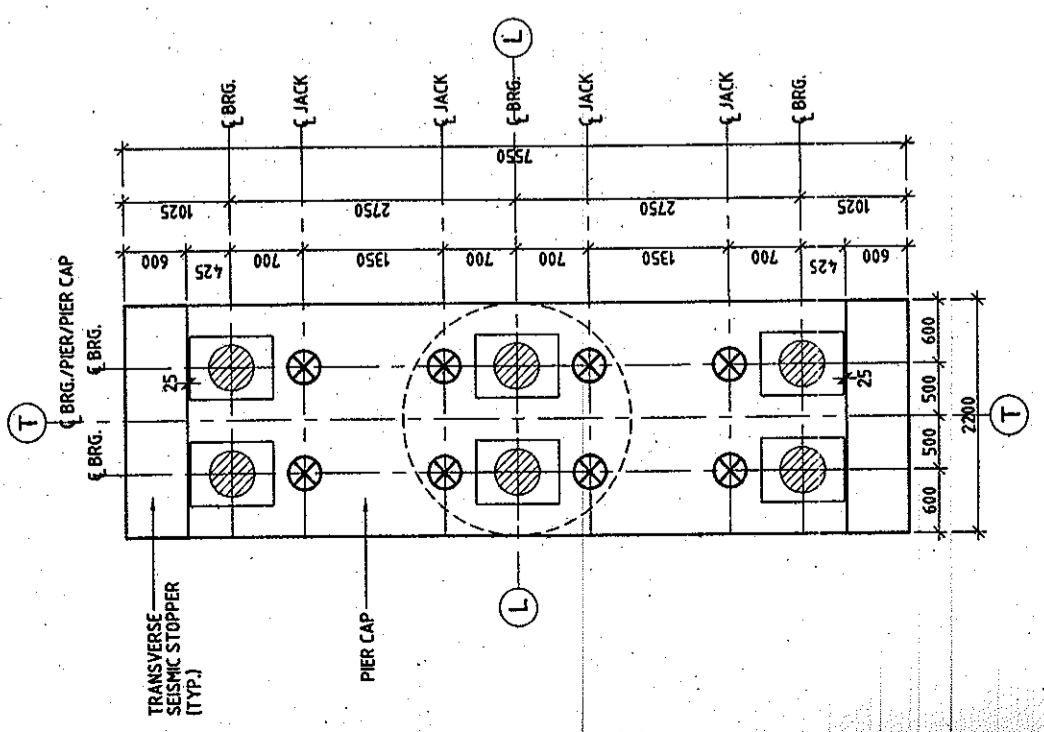 T
L
L
T
℄ BRG./PIER/PIER CAP
℄ BRG.
℄ BRG.
℄ BRG.
℄ JACK
℄ JACK
℄ BRG.
℄ JACK
℄ JACK
℄ BRG.
7550
1025
2750
2750
1025
600
425
700
1350
700
700
1350
700
425
600
25
25
600
500
500
600
2200
TRANSVERSE
SEISMIC STOPPER
(TYP.)
PIER CAP